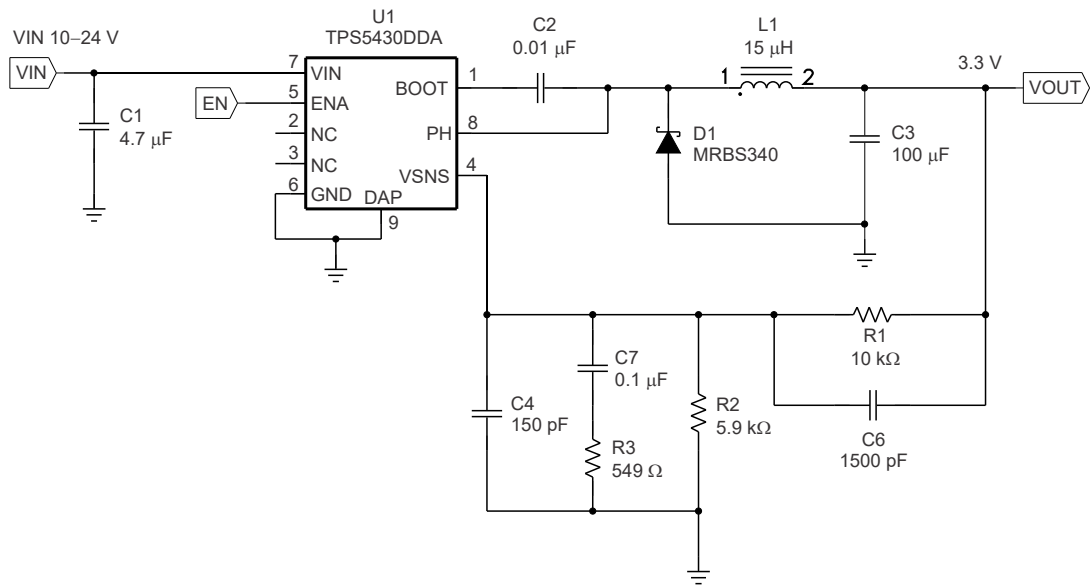 U1
TPS5430DDA
VIN 10–24 V
VIN
C1
4.7 μF
EN
7
5
2
3
6
VIN
ENA
NC
NC
GND
DAP
9
BOOT
PH
VSNS
1
8
4
C2
0.01 μF
L1
15 μH
1
2
D1
MRBS340
C3
100 μF
3.3 V
VOUT
C4
150 pF
C7
0.1 μF
R3
549 Ω
R2
5.9 kΩ
R1
10 kΩ
C6
1500 pF